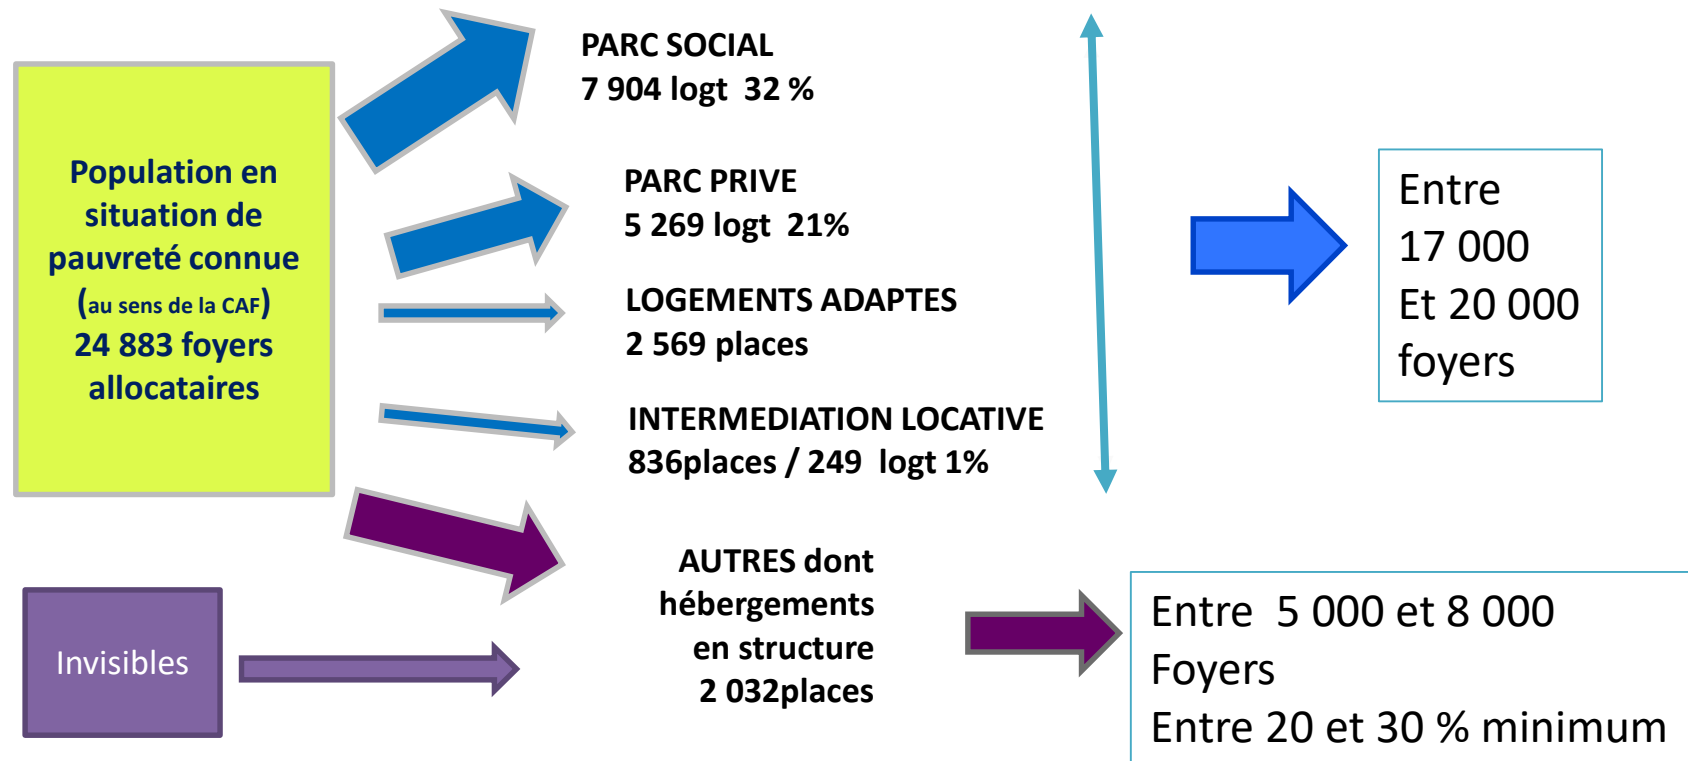 Population en
situation de
pauvreté connue
(au sens de la CAF)
24 883 foyers
allocataires
Invisibles
PARC SOCIAL
7 904 logt 32 %
PARC PRIVE
5 269 logt 21%
LOGEMENTS ADAPTES
2 569 places
INTERMEDIATION LOCATIVE
836places / 249 logt 1%
AUTRES dont
hébergements
en structure
2 032places
Entre
17 000
Et 20 000
foyers
Entre 5 000 et 8 000
Foyers
Entre 20 et 30 % minimum